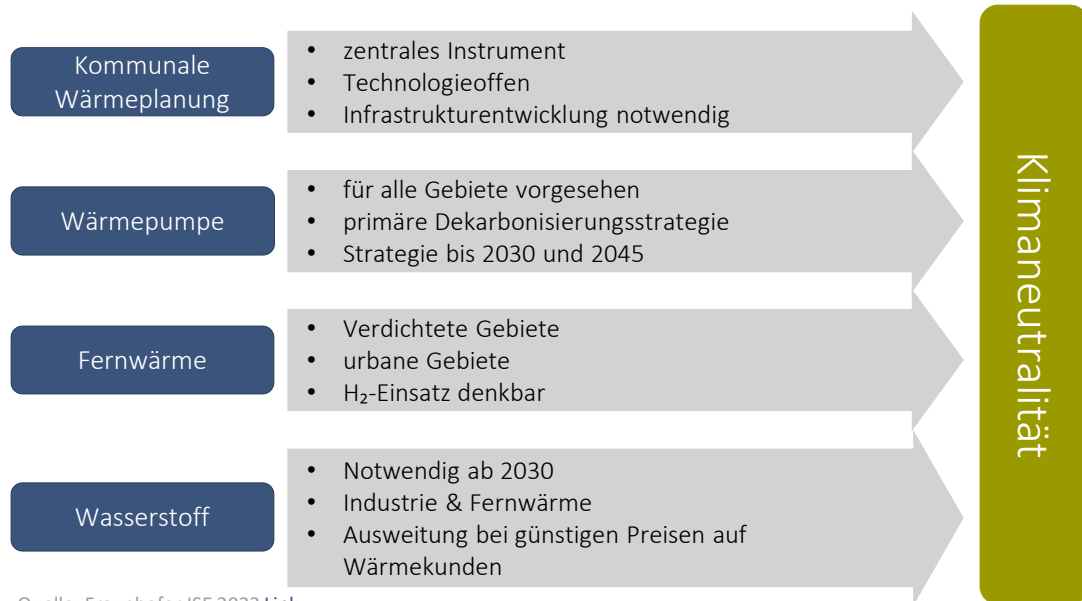 Kommunale
Wärmeplanung
• zentrales Instrument
• Technologieoffen
• Infrastrukturentwicklung notwendig
Wärmepumpe
• für alle Gebiete vorgesehen
• primäre Dekarbonisierungsstrategie
• Strategie bis 2030 und 2045
Fernwärme
• Verdichtete Gebiete
• urbane Gebiete
• H₂-Einsatz denkbar
Wasserstoff
• Notwendig ab 2030
• Industrie & Fernwärme
• Ausweitung bei günstigen Preisen auf
Wärmekunden
Klimaneutralität